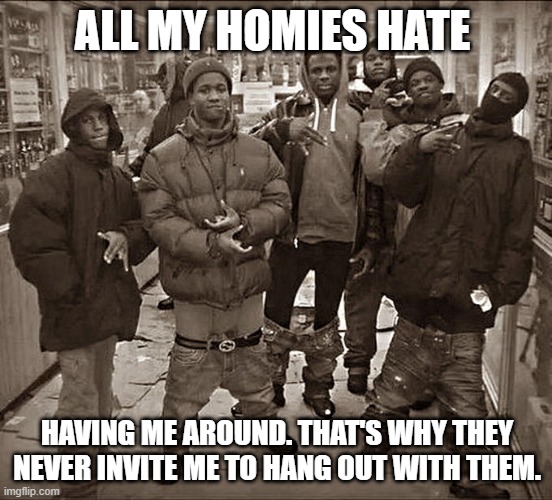 ALL MY HOMIES HATE
HAVING ME AROUND. THAT'S WHY THEY
NEVER INVITE ME TO HANG OUT WITH THEM.
imgflip.com